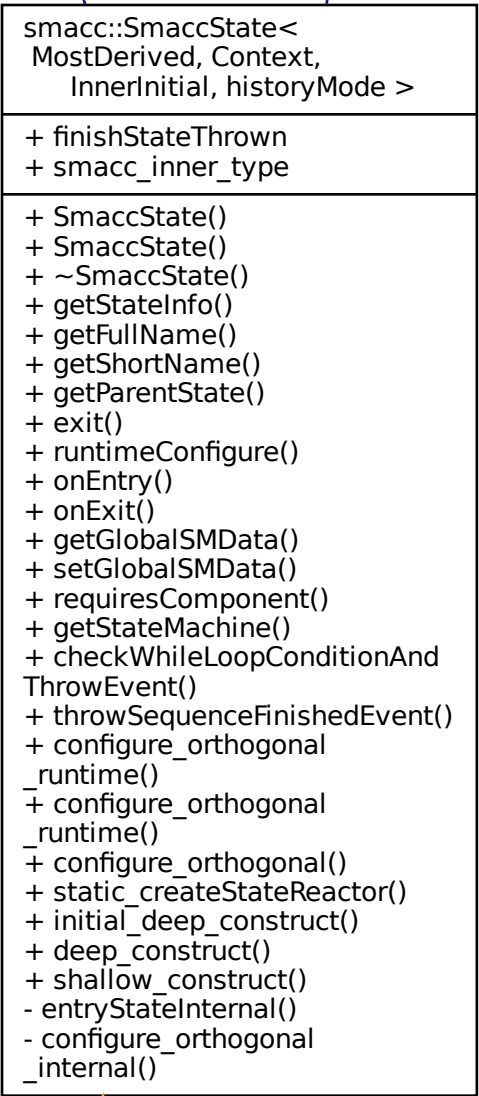 smacc::SmaccState<
MostDerived, Context,
InnerInitial, historyMode >
+ finishStateThrown
+ smacc_inner_type
+ SmaccState()
+ SmaccState()
+ ~SmaccState()
+ getStateInfo()
+ getFullName()
+ getShortName()
+ getParentState()
+ exit()
+ runtimeConfigure()
+ onEntry()
+ onExit()
+ getGlobalSMData()
+ setGlobalSMData()
+ requiresComponent()
+ getStateMachine()
+ checkWhileLoopConditionAnd
ThrowEvent()
+ throwSequenceFinishedEvent()
+ configure_orthogonal
_runtime()
+ configure_orthogonal
_runtime()
+ configure_orthogonal()
+ static_createStateReactor()
+ initial_deep_construct()
+ deep_construct()
+ shallow_construct()
- entryStateInternal()
- configure_orthogonal
_internal()